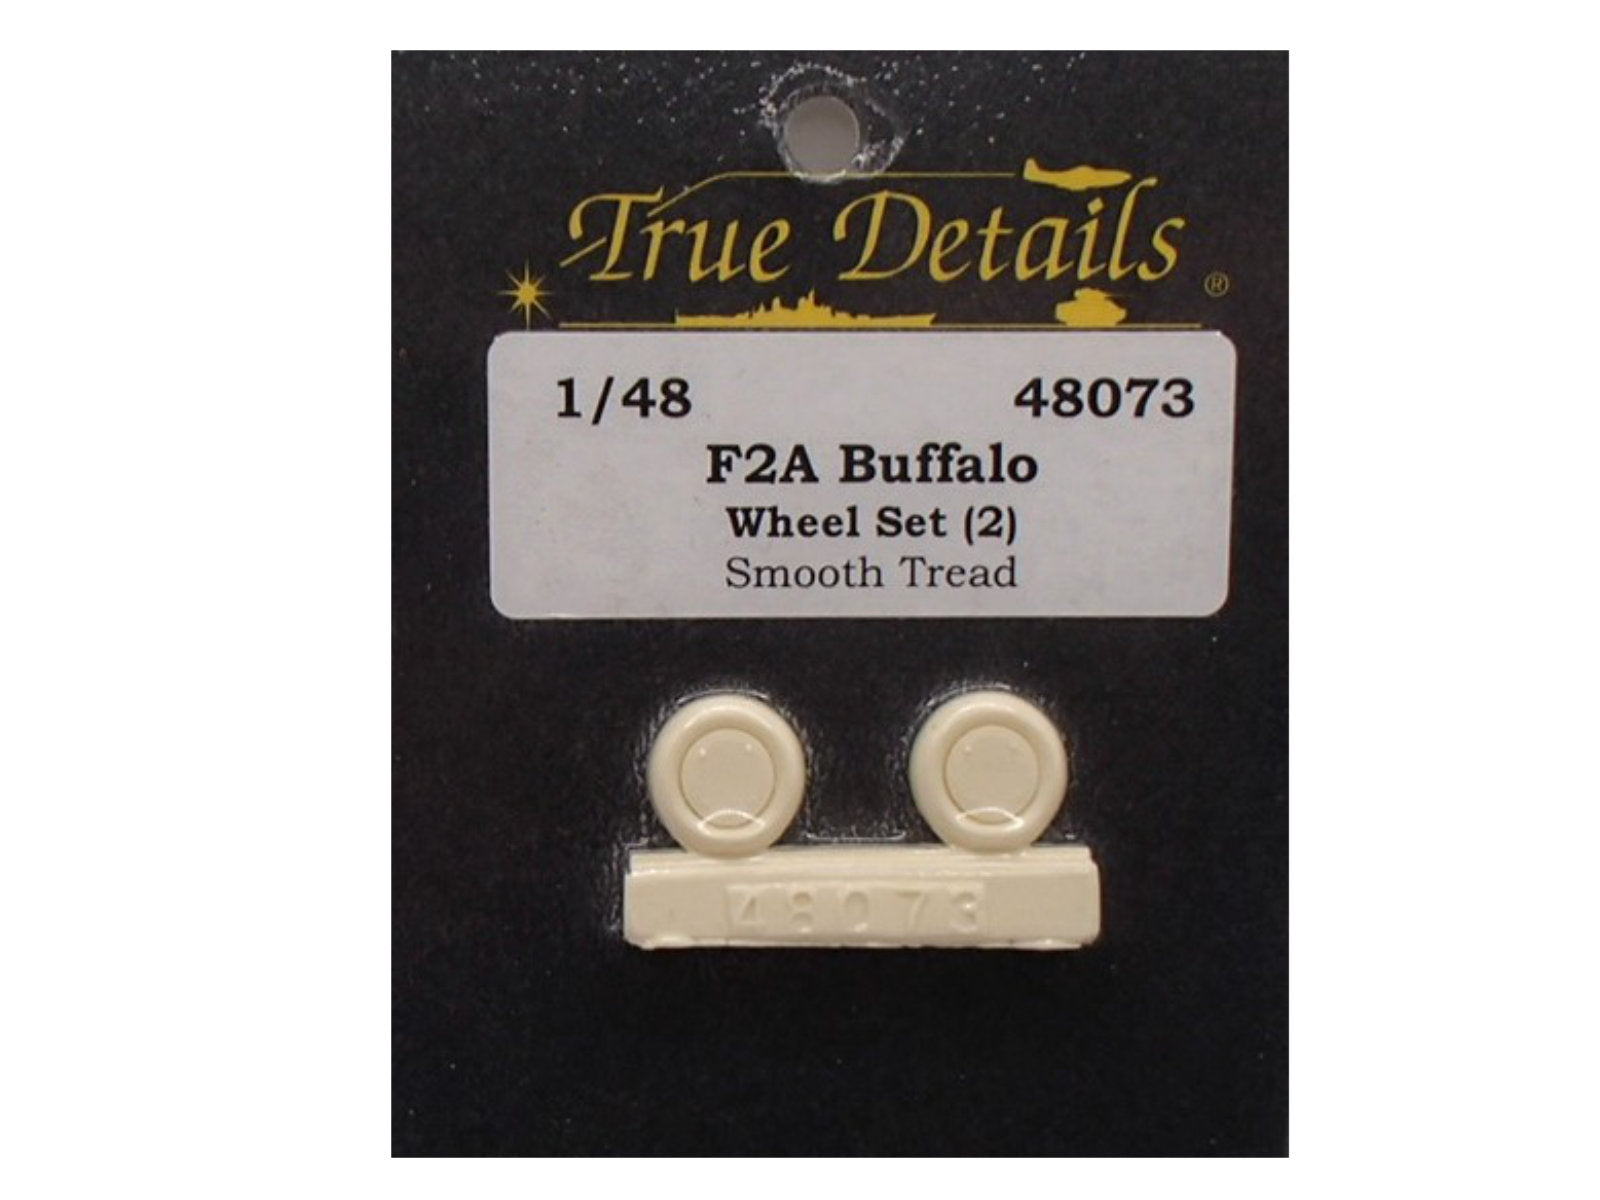 True Details ®
1/48 48073
F2A Buffalo
Wheel Set (2)
Smooth Tread
48073